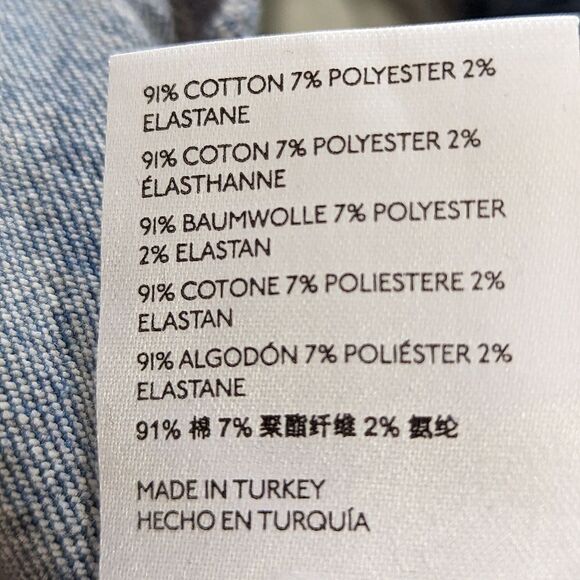 91% COTTON 7% POLYESTER 2%
ELASTANE
91% COTON 7% POLYESTER 2%
ÉLASTHANNE
91% BAUMWOLLE 7% POLYESTER
2% ELASTAN
91% COTONE 7% POLIESTERE 2%
ELASTAN
91% ALGODÓN 7% POLIÉSTER 2%
ELASTANE
91% 棉 7% 聚酯纤维 2% 氨纶
MADE IN TURKEY
HECHO EN TURQUÍA